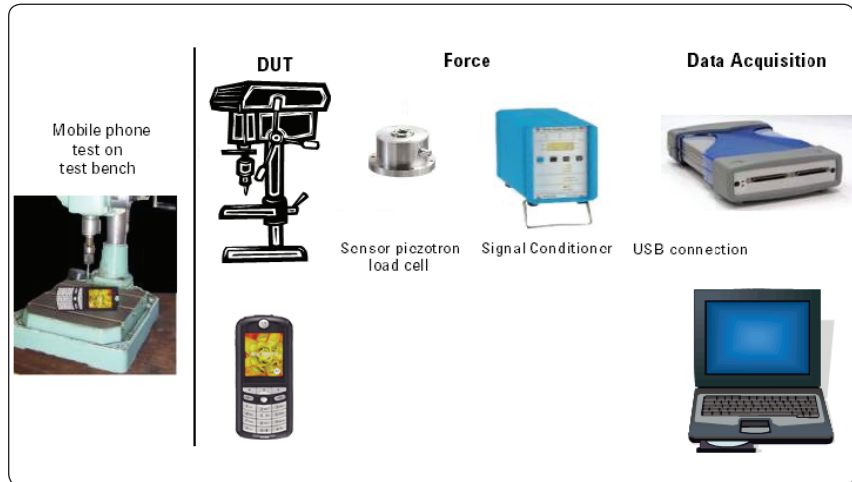 Mobile phone
test on
test bench
DUT
Force
Data Acquisition
Sensor piezotron
load cell
Signal Conditioner
USB connection